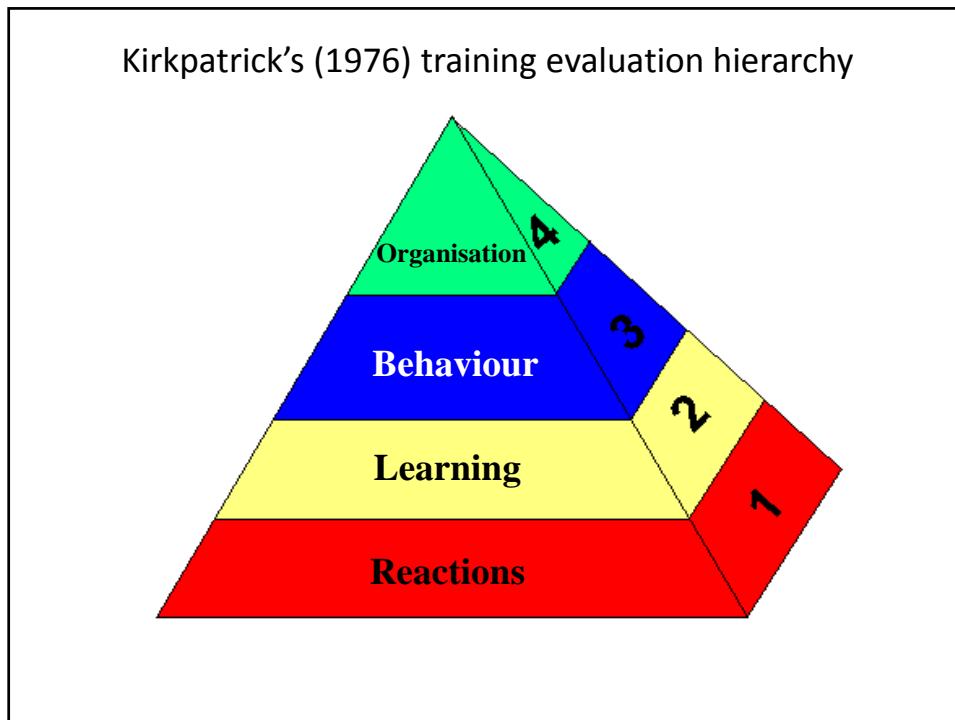 Kirkpatrick’s (1976) training evaluation hierarchy
4
Organisation
3
Behaviour
2
Learning
1
Reactions